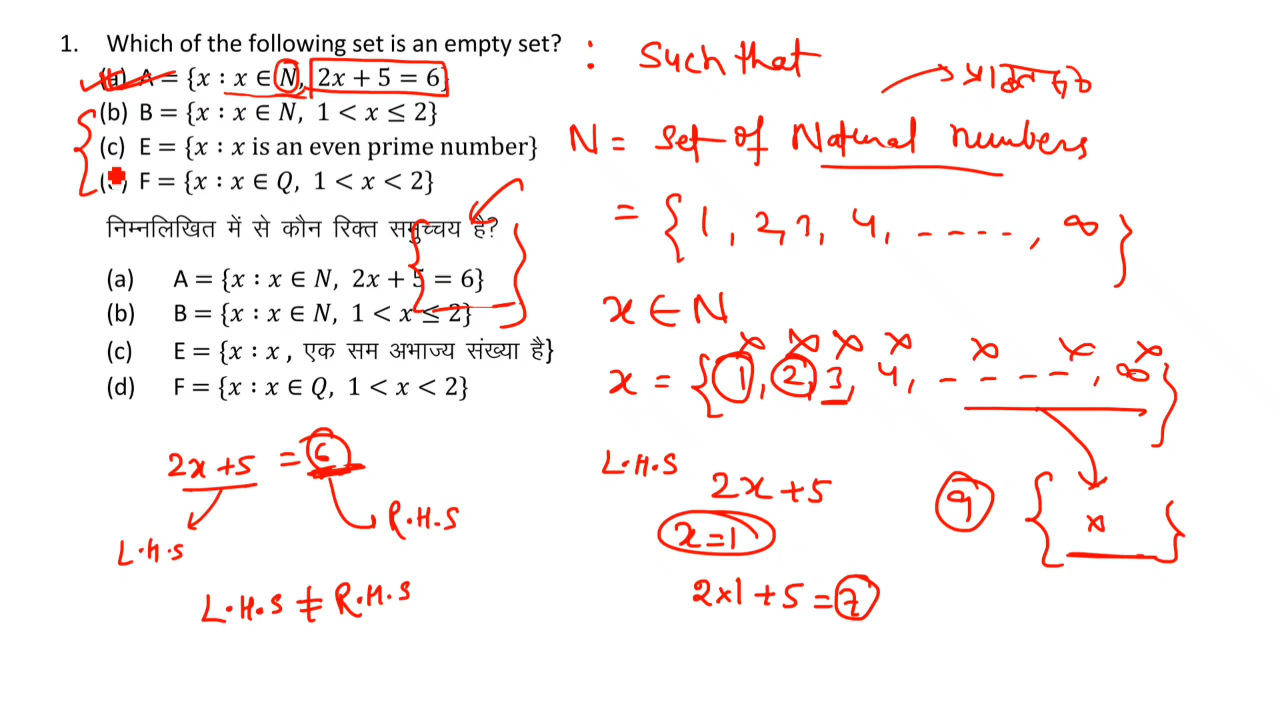 1. Which of the following set is an empty set?
(a) A = {x : x ∈ N, 2x + 5 = 6}
(b) B = {x : x ∈ N, 1 < x ≤ 2}
(c) E = {x : x is an even prime number}
F = {x : x ∈ Q, 1 < x < 2}
निम्नलिखित में से कौन रिक्त समुच्चय है?
(a) A = {x : x ∈ N, 2x + 5 = 6}
(b) B = {x : x ∈ N, 1 < x ≤ 2}
(c) E = {x : x , एक सम अभाज्य संख्या है}
(d) F = {x : x ∈ Q, 1 < x < 2}
2x + 5 = 6
L.H.S
R.H.S
L.H.S ≠ R.H.S
: Such that
N = Set of Natural numbers
= {1, 2, 3, 4, - - - -, ∞}
x ∈ N
x = {1, 2, 3, 4, - - - -, ∞}
L.H.S
2x + 5
x = 1
2×1 + 5 = 7
9
{ × }